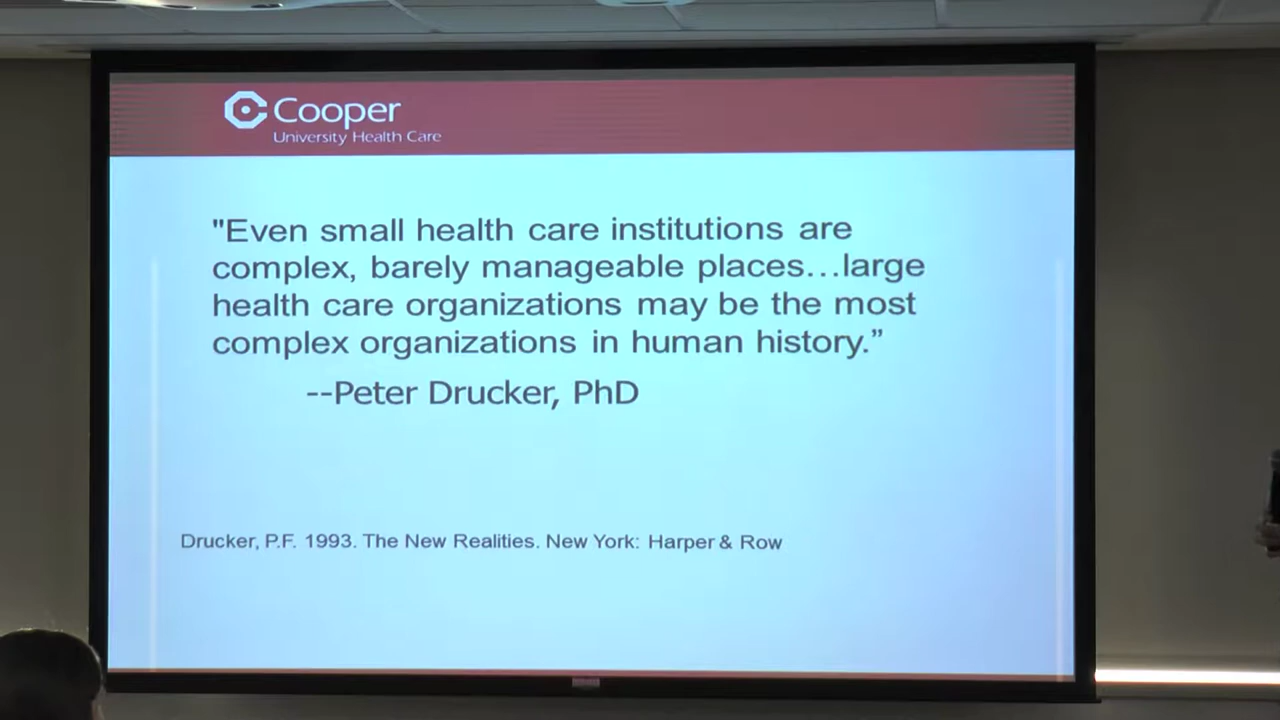 Cooper
University Health Care
"Even small health care institutions are
complex, barely manageable places…large
health care organizations may be the most
complex organizations in human history.”
--Peter Drucker, PhD
Drucker, P.F. 1993. The New Realities. New York: Harper & Row